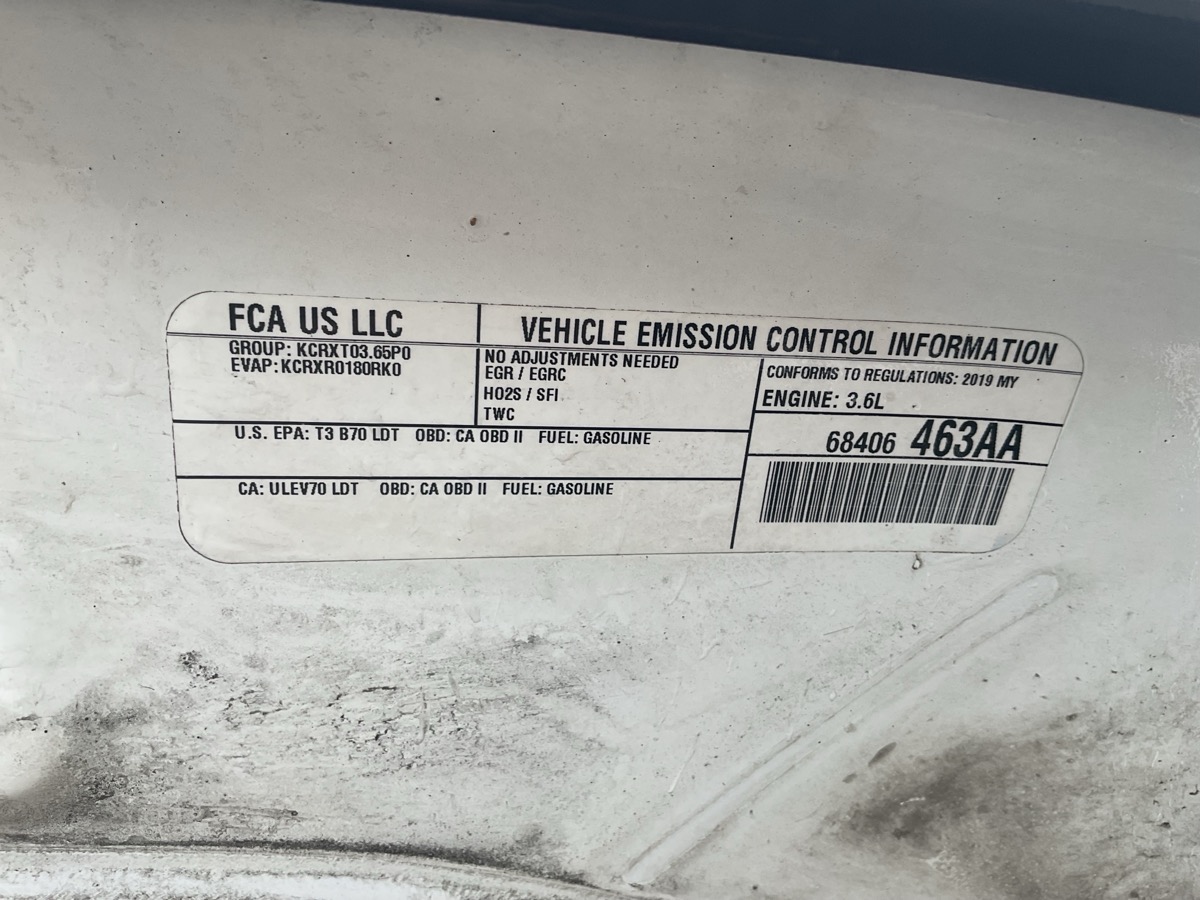 FCA US LLC
VEHICLE EMISSION CONTROL INFORMATION
GROUP: KCRXT03.65P0
EVAP:KCRXR0180RK0
NO ADJUSTMENTS NEEDED
EGR / EGRC
HO2S / SFI
TWC
CONFORMS TO REGULATIONS: 2019 MY
ENGINE: 3.6L
68406 463AA
U.S. EPA: T3 B70 LDT OBD: CA OBD II FUEL: GASOLINE
CA: ULEV70 LDT OBD: CA OBD II FUEL: GASOLINE